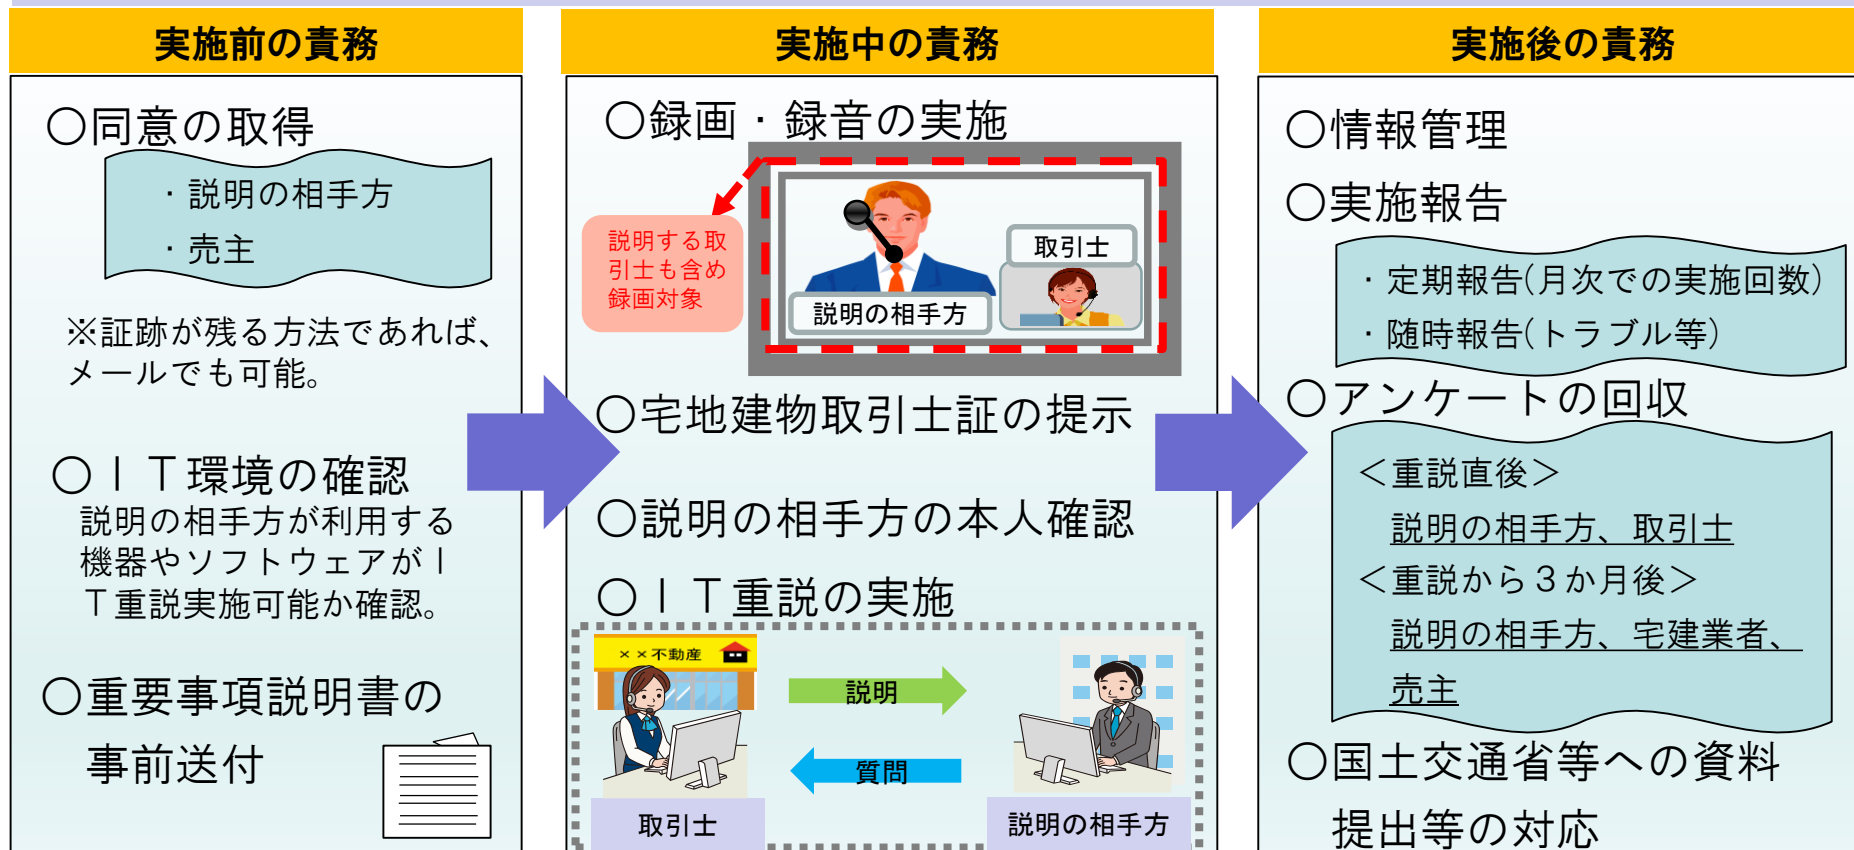 実施前の責務
○同意の取得
・説明の相手方
・売主
※証跡が残る方法であれば、
メールでも可能。
○ＩＴ環境の確認
説明の相手方が利用する
機器やソフトウェアがＩ
Ｔ重説実施可能か確認。
○重要事項説明書の
事前送付
実施中の責務
○録画・録音の実施
説明する取
引士も含め
録画対象
取引士
説明の相手方
○宅地建物取引士証の提示
○説明の相手方の本人確認
○ＩＴ重説の実施
××不動産
説明
質問
取引士
説明の相手方
実施後の責務
○情報管理
○実施報告
・定期報告(月次での実施回数)
・随時報告(トラブル等)
○アンケートの回収
＜重説直後＞
説明の相手方、取引士
＜重説から３か月後＞
説明の相手方、宅建業者、
売主
○国土交通省等への資料
提出等の対応